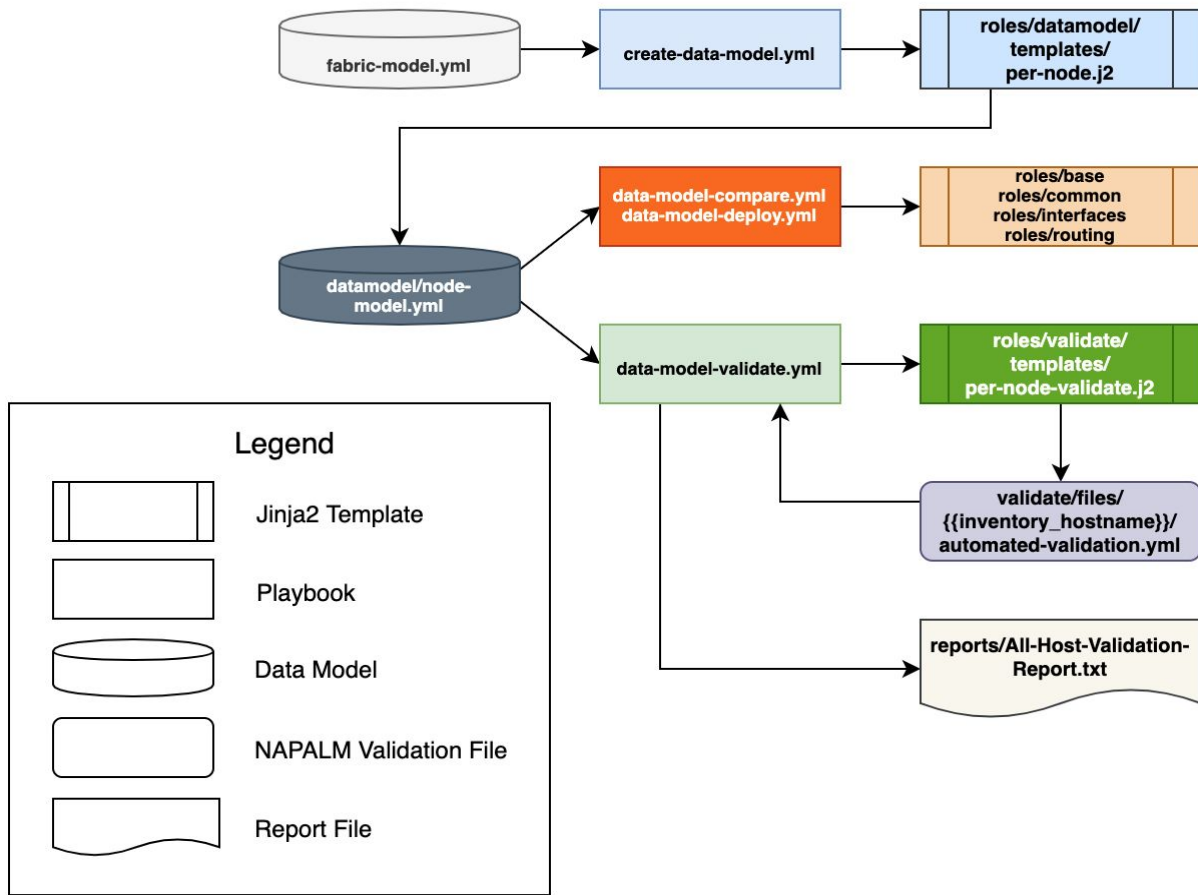 fabric-model.yml
create-data-model.yml
roles/datamodel/
templates/
per-node.j2
data-model-compare.yml
data-model-deploy.yml
roles/base
roles/common
roles/interfaces
roles/routing
datamodel/node-
model.yml
data-model-validate.yml
roles/validate/
templates/
per-node-validate.j2
validate/files/
{{inventory_hostname}}/
automated-validation.yml
reports/All-Host-Validation-
Report.txt
Legend
Jinja2 Template
Playbook
Data Model
NAPALM Validation File
Report File